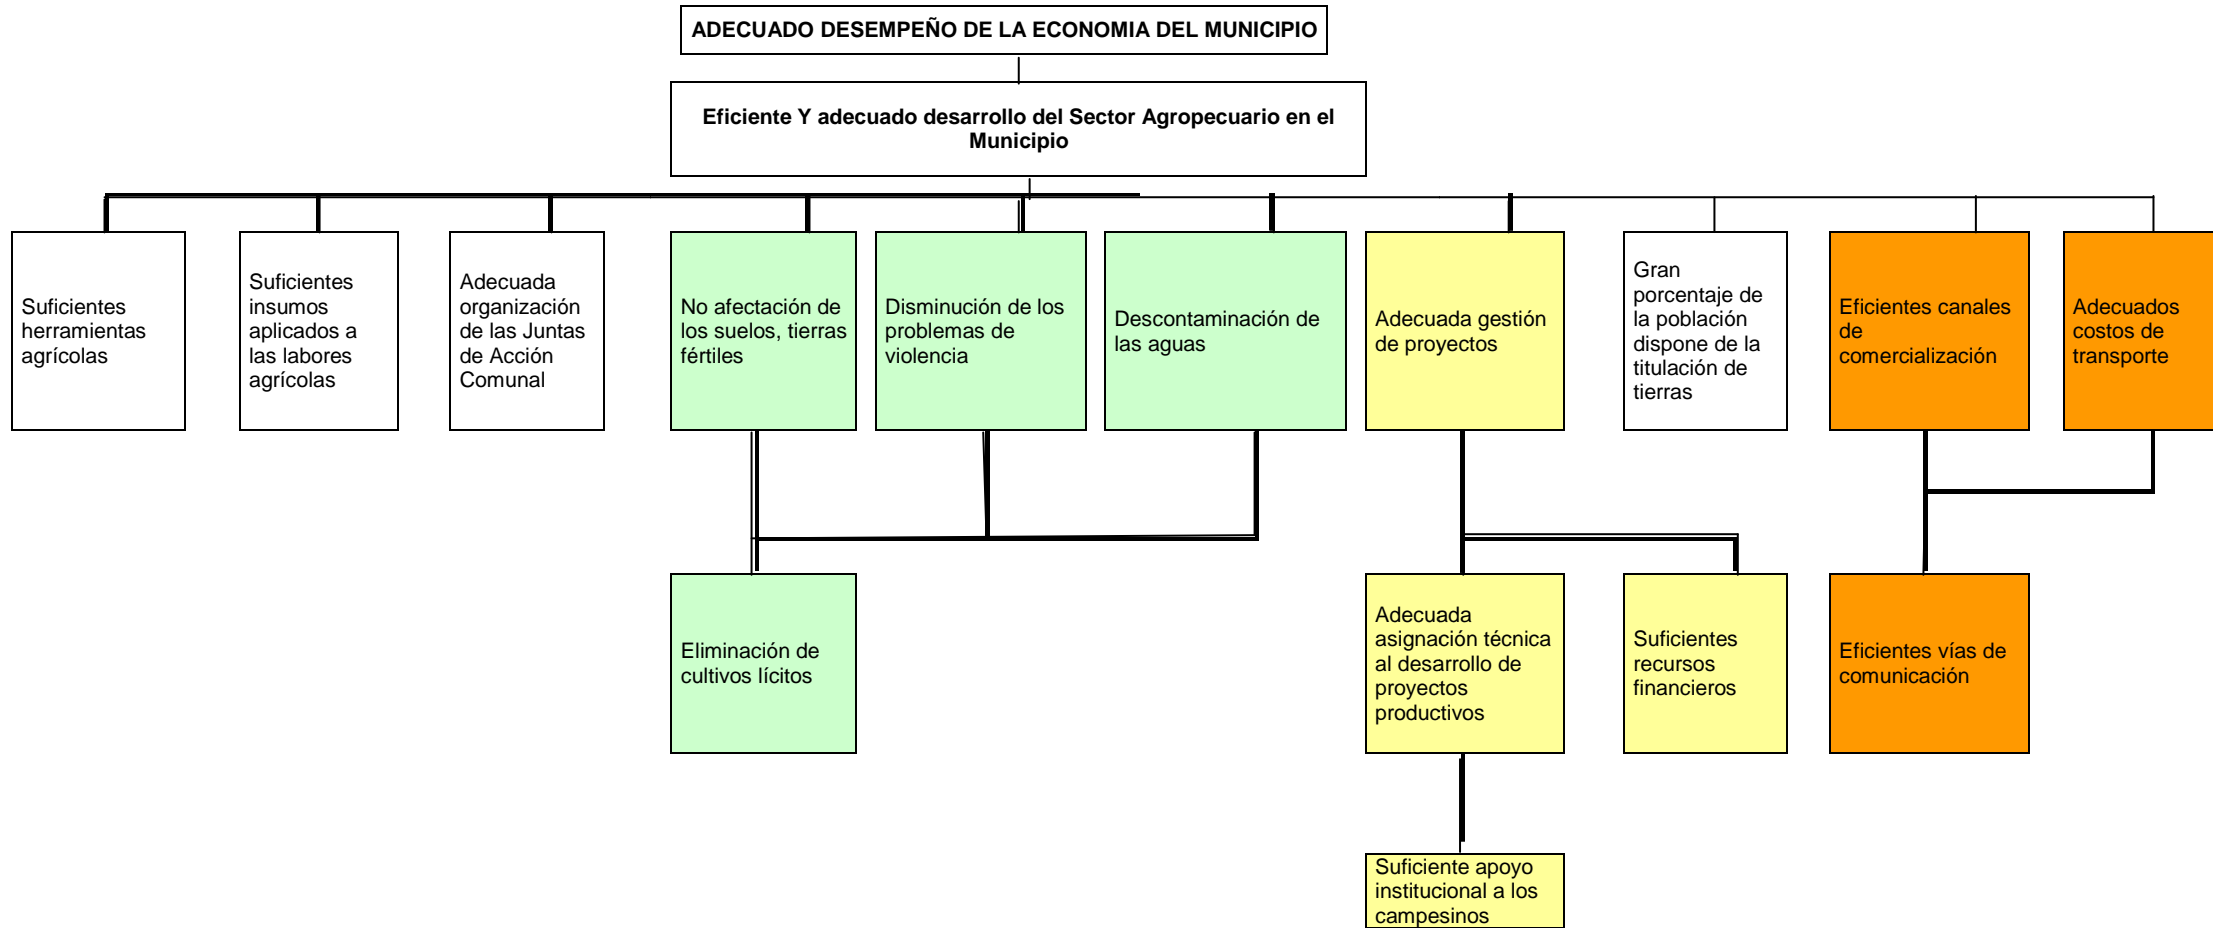 ADECUADO DESEMPEÑO DE LA ECONOMIA DEL MUNICIPIO
Eficiente Y adecuado desarrollo del Sector Agropecuario en el
Municipio
Suficientes
herramientas
agrícolas
Suficientes
insumos
aplicados a
las labores
agrícolas
Adecuada
organización
de las Juntas
de Acción
Comunal
No afectación de
los suelos, tierras
fértiles
Disminución de los
problemas de
violencia
Descontaminación de
las aguas
Adecuada gestión
de proyectos
Gran
porcentaje de
la población
dispone de la
titulación de
tierras
Eficientes canales
de
comercialización
Adecuados
costos de
transporte
Eliminación de
cultivos lícitos
Adecuada
asignación técnica
al desarrollo de
proyectos
productivos
Suficientes
recursos
financieros
Eficientes vías de
comunicación
Suficiente apoyo
institucional a los
campesinos